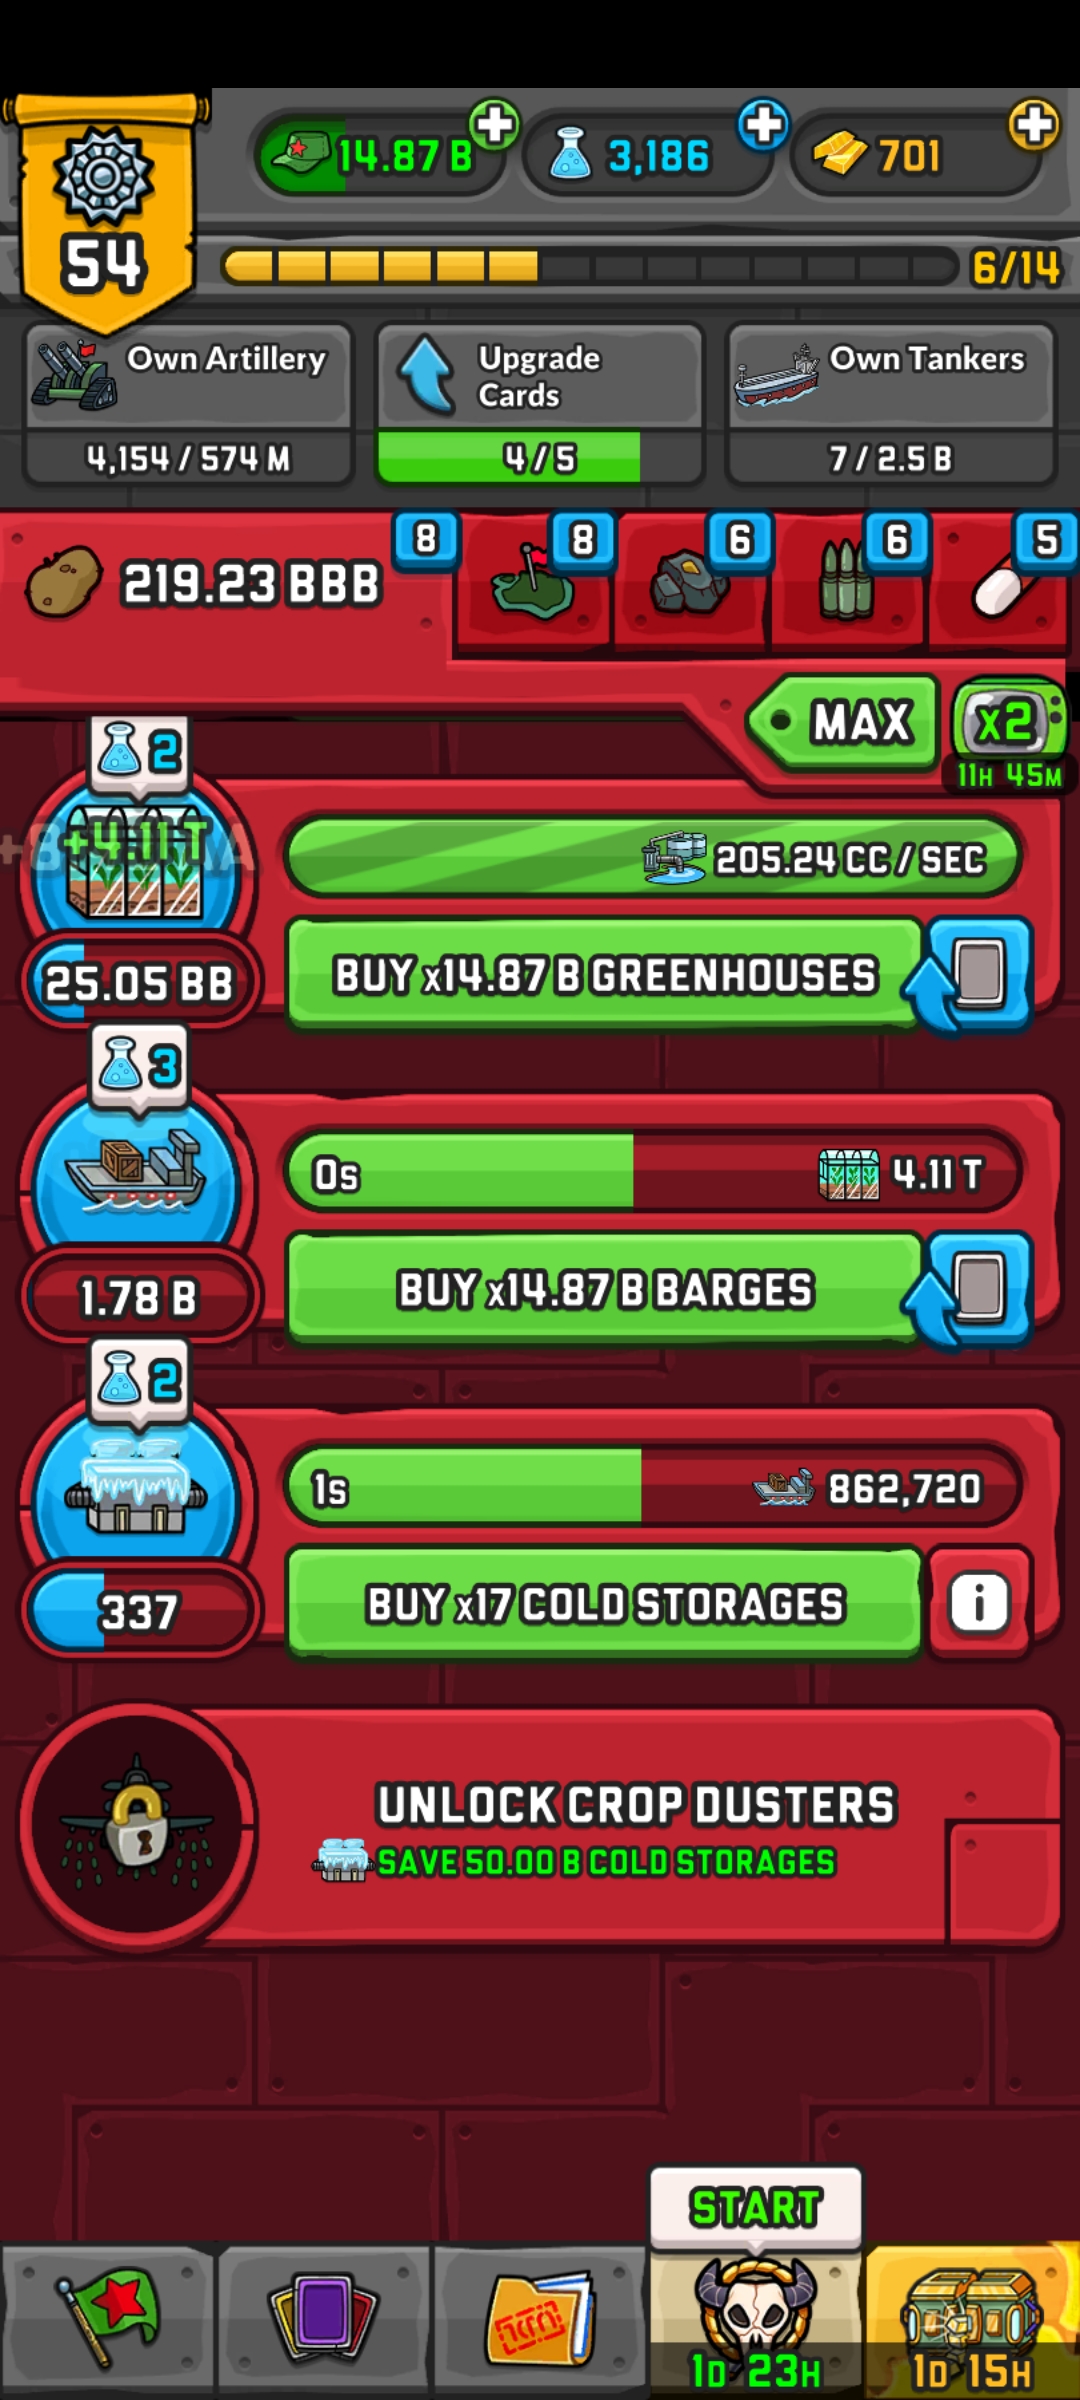 14.87 B
3,186
701
54
6/14
Own Artillery
4,154 / 574 M
Upgrade
Cards
4 / 5
Own Tankers
7 / 2.5 B
219.23 BBB
8
8
6
6
5
MAX
x2
11H 45M
2
+4.11 T
205.24 CC / SEC
25.05 BB
BUY x14.87 B GREENHOUSES
3
0s
4.11 T
1.78 B
BUY x14.87 B BARGES
2
1s
862,720
337
BUY x17 COLD STORAGES
i
UNLOCK CROP DUSTERS
SAVE 50.00 B COLD STORAGES
START
1D 23H
1D 15H